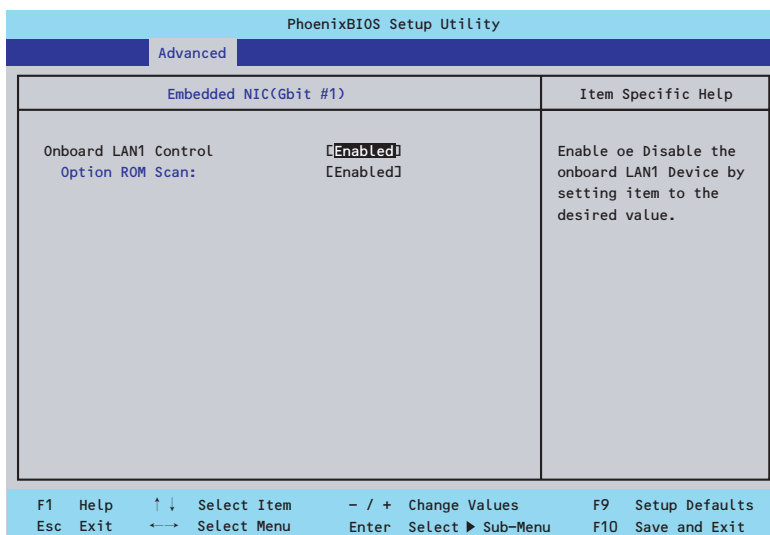 PhoenixBIOS Setup Utility
Advanced
Embedded NIC(Gbit #1)
Item Specific Help
Onboard LAN1 Control [Enabled]
Option ROM Scan: [Enabled]
Enable oe Disable the
onboard LAN1 Device by
setting item to the
desired value.
F1 Help ↑↓ Select Item - / + Change Values F9 Setup Defaults
Esc Exit ←→ Select Menu Enter Select ▶ Sub-Menu F10 Save and Exit